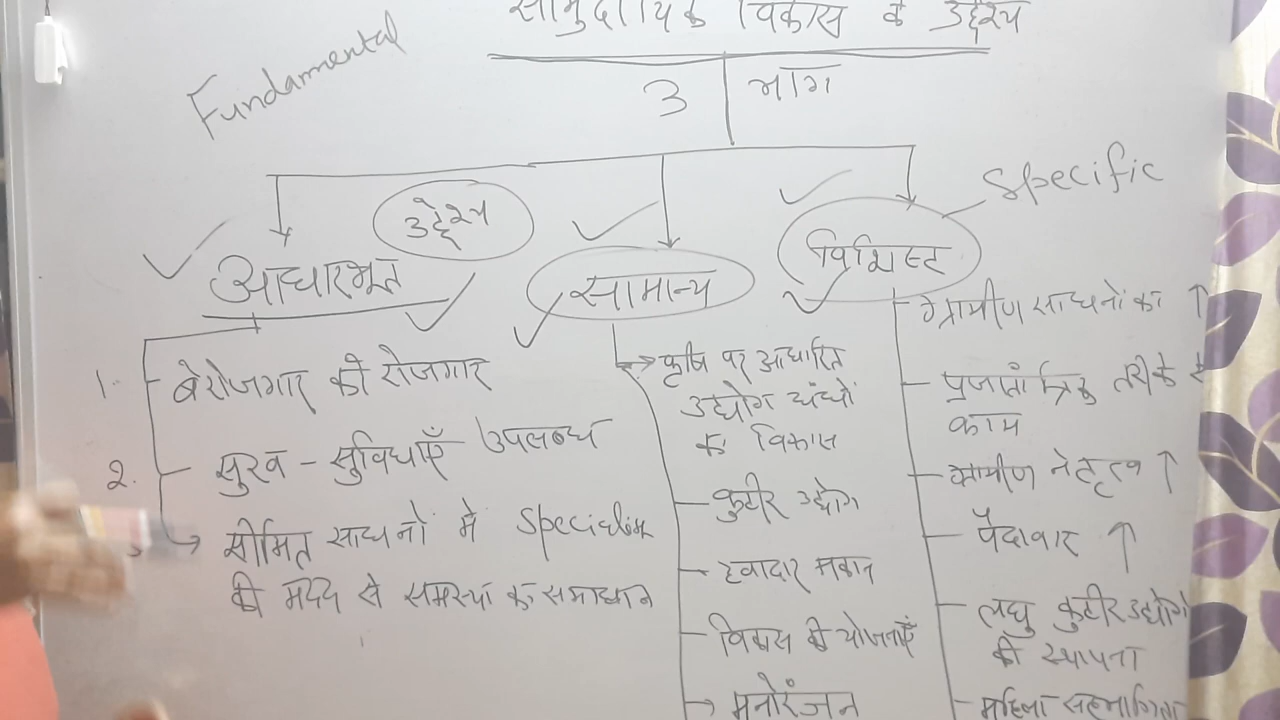 सामुदायिक विकास के उद्देश्य
Fundamental
3 भाग
Specific
उद्देश्य
आधारभूत
सामान्य
विशिष्ट
1. बेरोजगार को रोजगार
2. सुख - सुविधाएँ उपलब्ध
सीमित साधनों में
की मदद से समस्या का समाधान
कृषि पर आधारित
उद्योग धंधों
का विकास
कुटीर उद्योग
हवादार मकान
विकास की योजनाएँ
मनोरंजन
ग्रामीण साधनों का ↑
प्रजातांत्रिक तरीके से
काम
ग्रामीण नेतृत्व ↑
पैदावार ↑
लघु कुटीर उद्योगो
की स्थापना
महिला सहभागिता